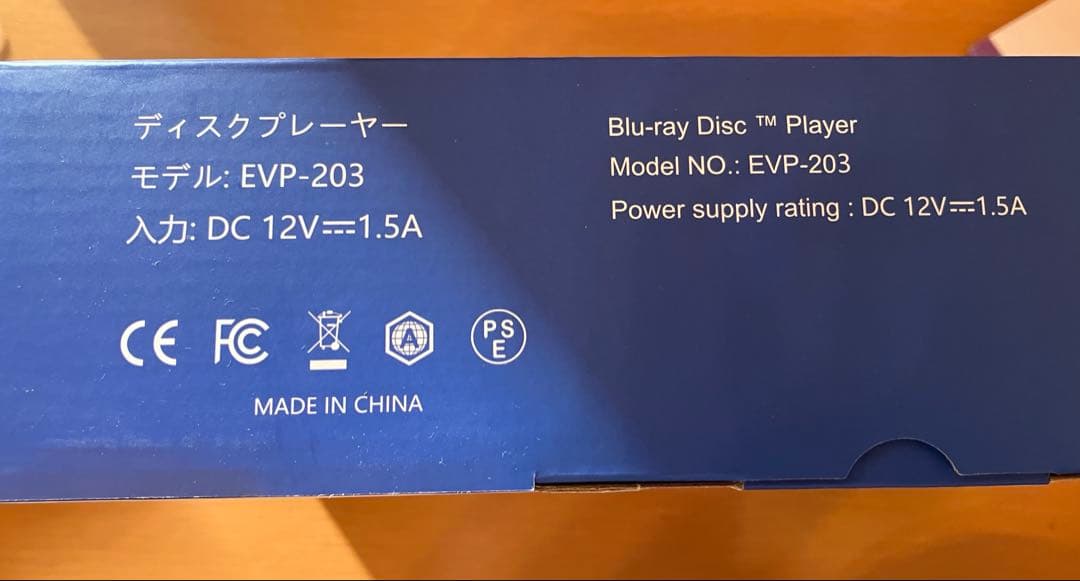 ディスクプレーヤー
モデル: EVP-203
入力: DC 12V⎓1.5A
CE FC A PSE
MADE IN CHINA
Blu-ray Disc ™ Player
Model NO.: EVP-203
Power supply rating : DC 12V⎓1.5A